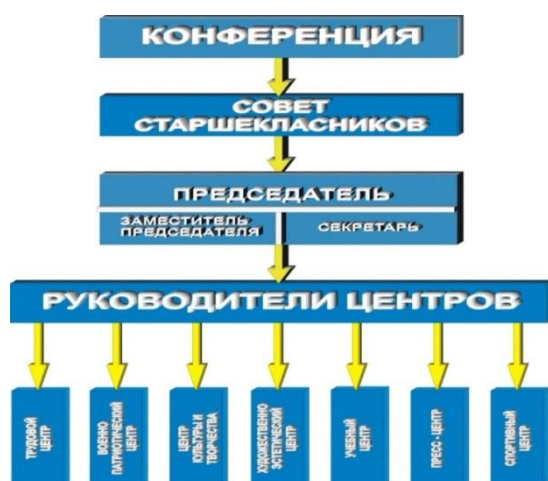 КОНФЕРЕНЦИЯ
СОВЕТ
СТАРШЕКЛАСНИКОВ
ПРЕДСЕДАТЕЛЬ
ЗАМЕСТИТЕЛЬ
ПРЕДСЕДАТЕЛЯ
СЕКРЕТАРЬ
РУКОВОДИТЕЛИ ЦЕНТРОВ
ТРУДОВОЙ
ЦЕНТР
ВОЕННО
ПАТРИОТИЧЕСКИЙ
ЦЕНТР
ЦЕНТР
КУЛЬТУРЫ И
ТВОРЧЕСТВА
ХУДОЖЕСТВЕННО
ЭСТЕТИЧЕСКИЙ
ЦЕНТР
УЧЕБНЫЙ
ЦЕНТР
ПРЕСС - ЦЕНТР
СПОРТИВНЫЙ
ЦЕНТР